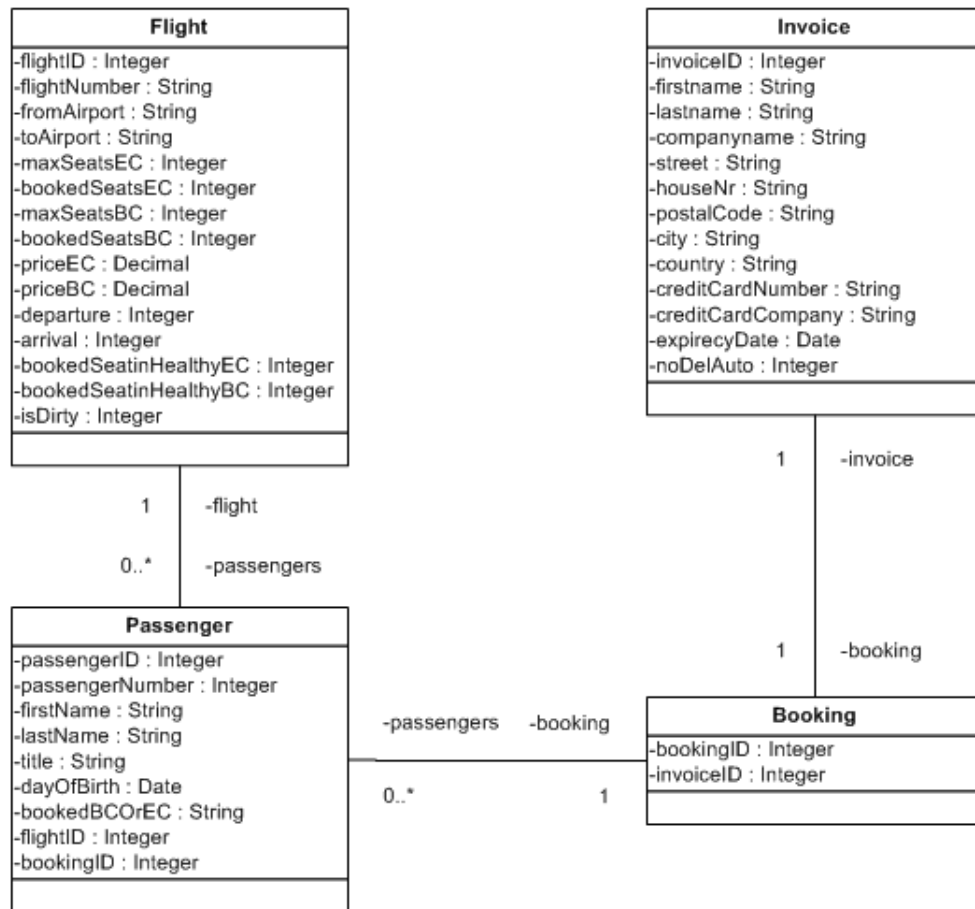 Flight
-flightID : Integer
-flightNumber : String
-fromAirport : String
-toAirport : String
-maxSeatsEC : Integer
-bookedSeatsEC : Integer
-maxSeatsBC : Integer
-bookedSeatsBC : Integer
-priceEC : Decimal
-priceBC : Decimal
-departure : Integer
-arrival : Integer
-bookedSeatinHealthyEC : Integer
-bookedSeatinHealthyBC : Integer
-isDirty : Integer
Invoice
-invoiceID : Integer
-firstname : String
-lastname : String
-companyname : String
-street : String
-houseNr : String
-postalCode : String
-city : String
-country : String
-creditCardNumber : String
-creditCardCompany : String
-expirecyDate : Date
-noDelAuto : Integer
1 -flight
0..* -passengers
1 -invoice
1 -booking
Passenger
-passengerID : Integer
-passengerNumber : Integer
-firstName : String
-lastName : String
-title : String
-dayOfBirth : Date
-bookedBCOrEC : String
-flightID : Integer
-bookingID : Integer
-passengers -booking
0..* 1
Booking
-bookingID : Integer
-invoiceID : Integer